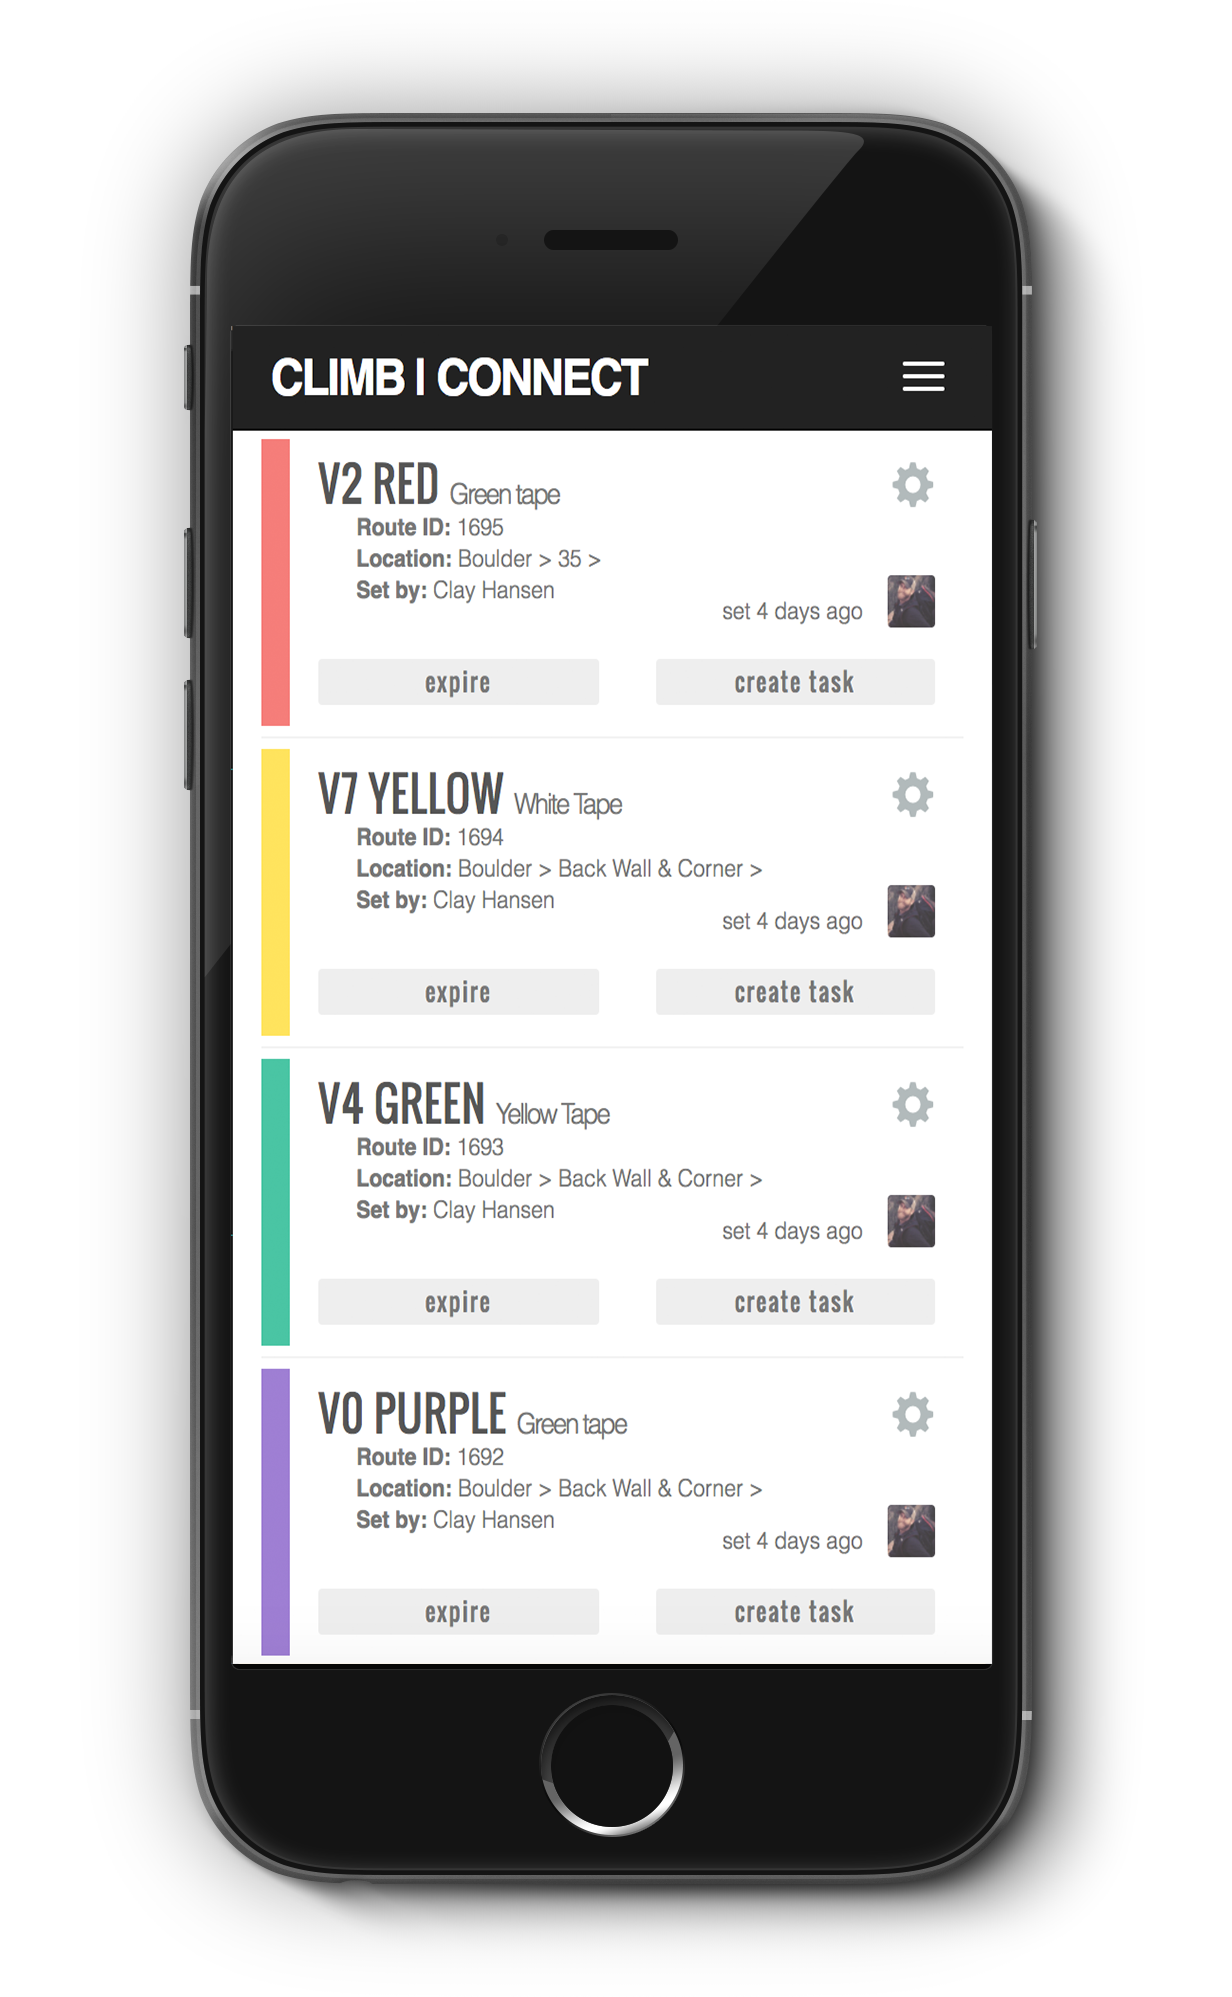 CLIMB | CONNECT
V2 RED Green tape
Route ID: 1695
Location: Boulder > 35 >
Set by: Clay Hansen
set 4 days ago
expire create task
V7 YELLOW White Tape
Route ID: 1694
Location: Boulder > Back Wall & Corner >
Set by: Clay Hansen
set 4 days ago
expire create task
V4 GREEN Yellow Tape
Route ID: 1693
Location: Boulder > Back Wall & Corner >
Set by: Clay Hansen
set 4 days ago
expire create task
V0 PURPLE Green tape
Route ID: 1692
Location: Boulder > Back Wall & Corner >
Set by: Clay Hansen
set 4 days ago
expire create task